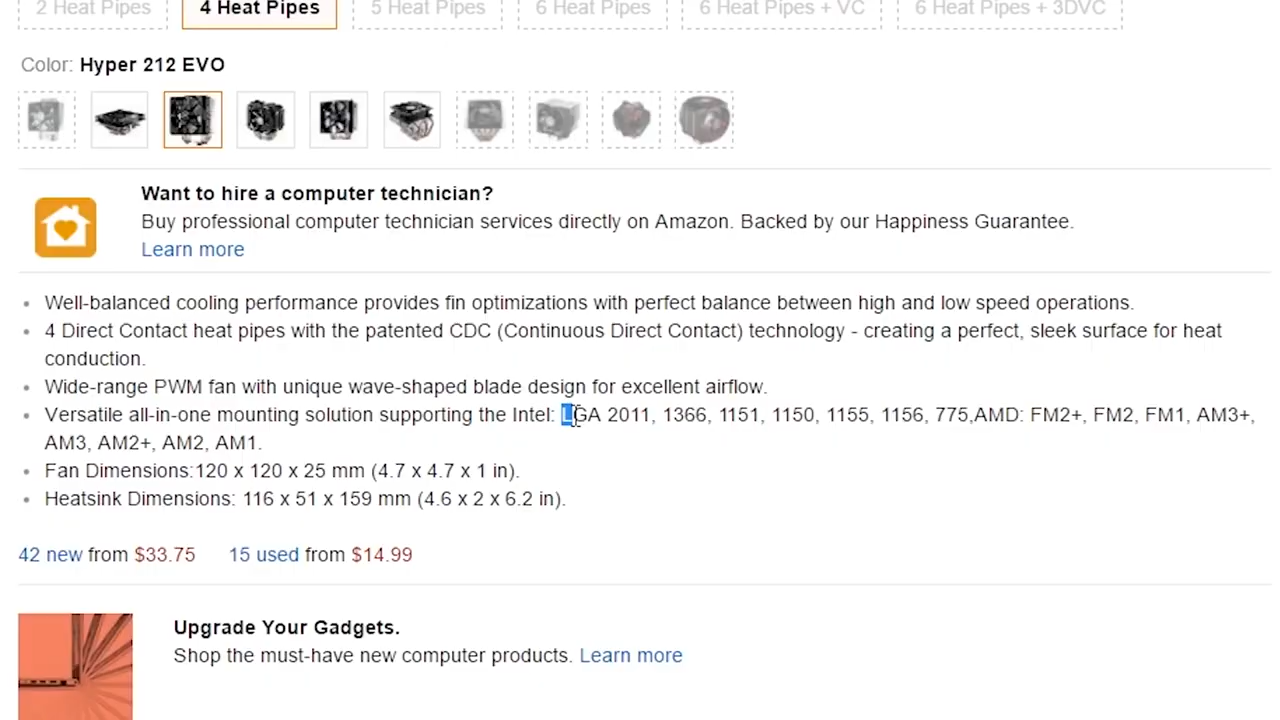 2 Heat Pipes 4 Heat Pipes 5 Heat Pipes 6 Heat Pipes 6 Heat Pipes + VC 6 Heat Pipes + 3DVC
Color: Hyper 212 EVO
Want to hire a computer technician?
Buy professional computer technician services directly on Amazon. Backed by our Happiness Guarantee.
Learn more
Well-balanced cooling performance provides fin optimizations with perfect balance between high and low speed operations.
4 Direct Contact heat pipes with the patented CDC (Continuous Direct Contact) technology - creating a perfect, sleek surface for heat
conduction.
Wide-range PWM fan with unique wave-shaped blade design for excellent airflow.
Versatile all-in-one mounting solution supporting the Intel: LGA 2011, 1366, 1151, 1150, 1155, 1156, 775,AMD: FM2+, FM2, FM1, AM3+,
AM3, AM2+, AM2, AM1.
Fan Dimensions:120 x 120 x 25 mm (4.7 x 4.7 x 1 in).
Heatsink Dimensions: 116 x 51 x 159 mm (4.6 x 2 x 6.2 in).
42 new from $33.75 15 used from $14.99
Upgrade Your Gadgets.
Shop the must-have new computer products. Learn more